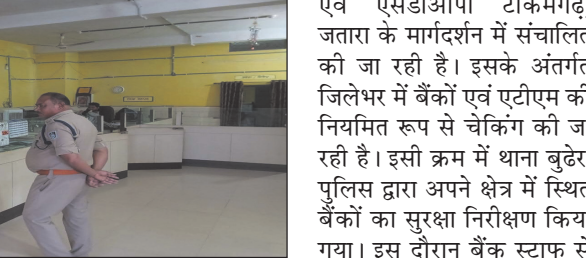 एवं एसडीओपी टीकमगढ़,
जतारा के मार्गदर्शन में संचालित
की जा रही है। इसके अंतर्गत
जिलेभर में बैंकों एवं एटीएम की
नियमित रूप से चेकिंग की ज
रही है। इसी क्रम में थाना बुढेर
पुलिस द्वारा अपने क्षेत्र में स्थित
बैंकों का सुरक्षा निरीक्षण किय
गया। इस दौरान बैंक स्टाफ से